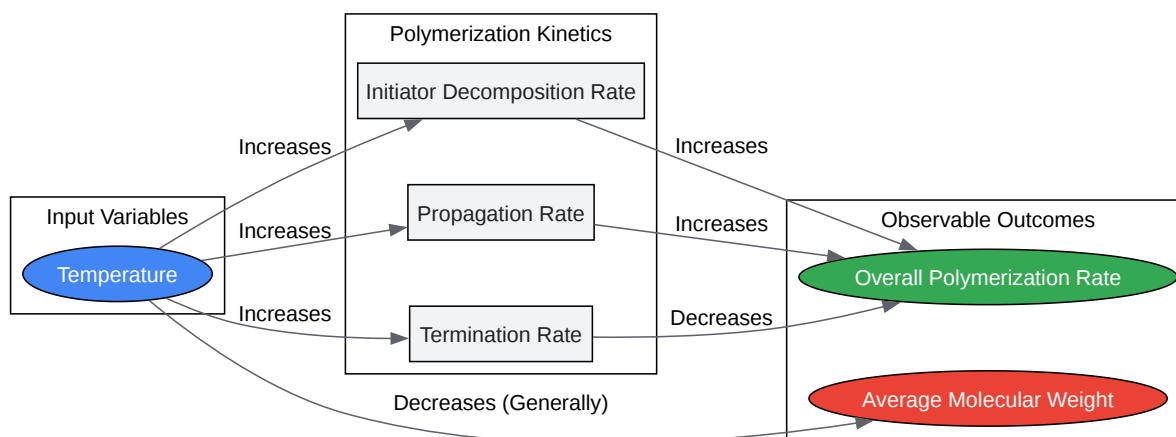 Polymerization Kinetics
Initiator Decomposition Rate
Increases
Increases
Input Variables
Propagation Rate
Observable Outcomes
Increases
Increases
Temperature
Overall Polymerization Rate
Increases
Termination Rate
Decreases
Decreases (Generally)
Average Molecular Weight